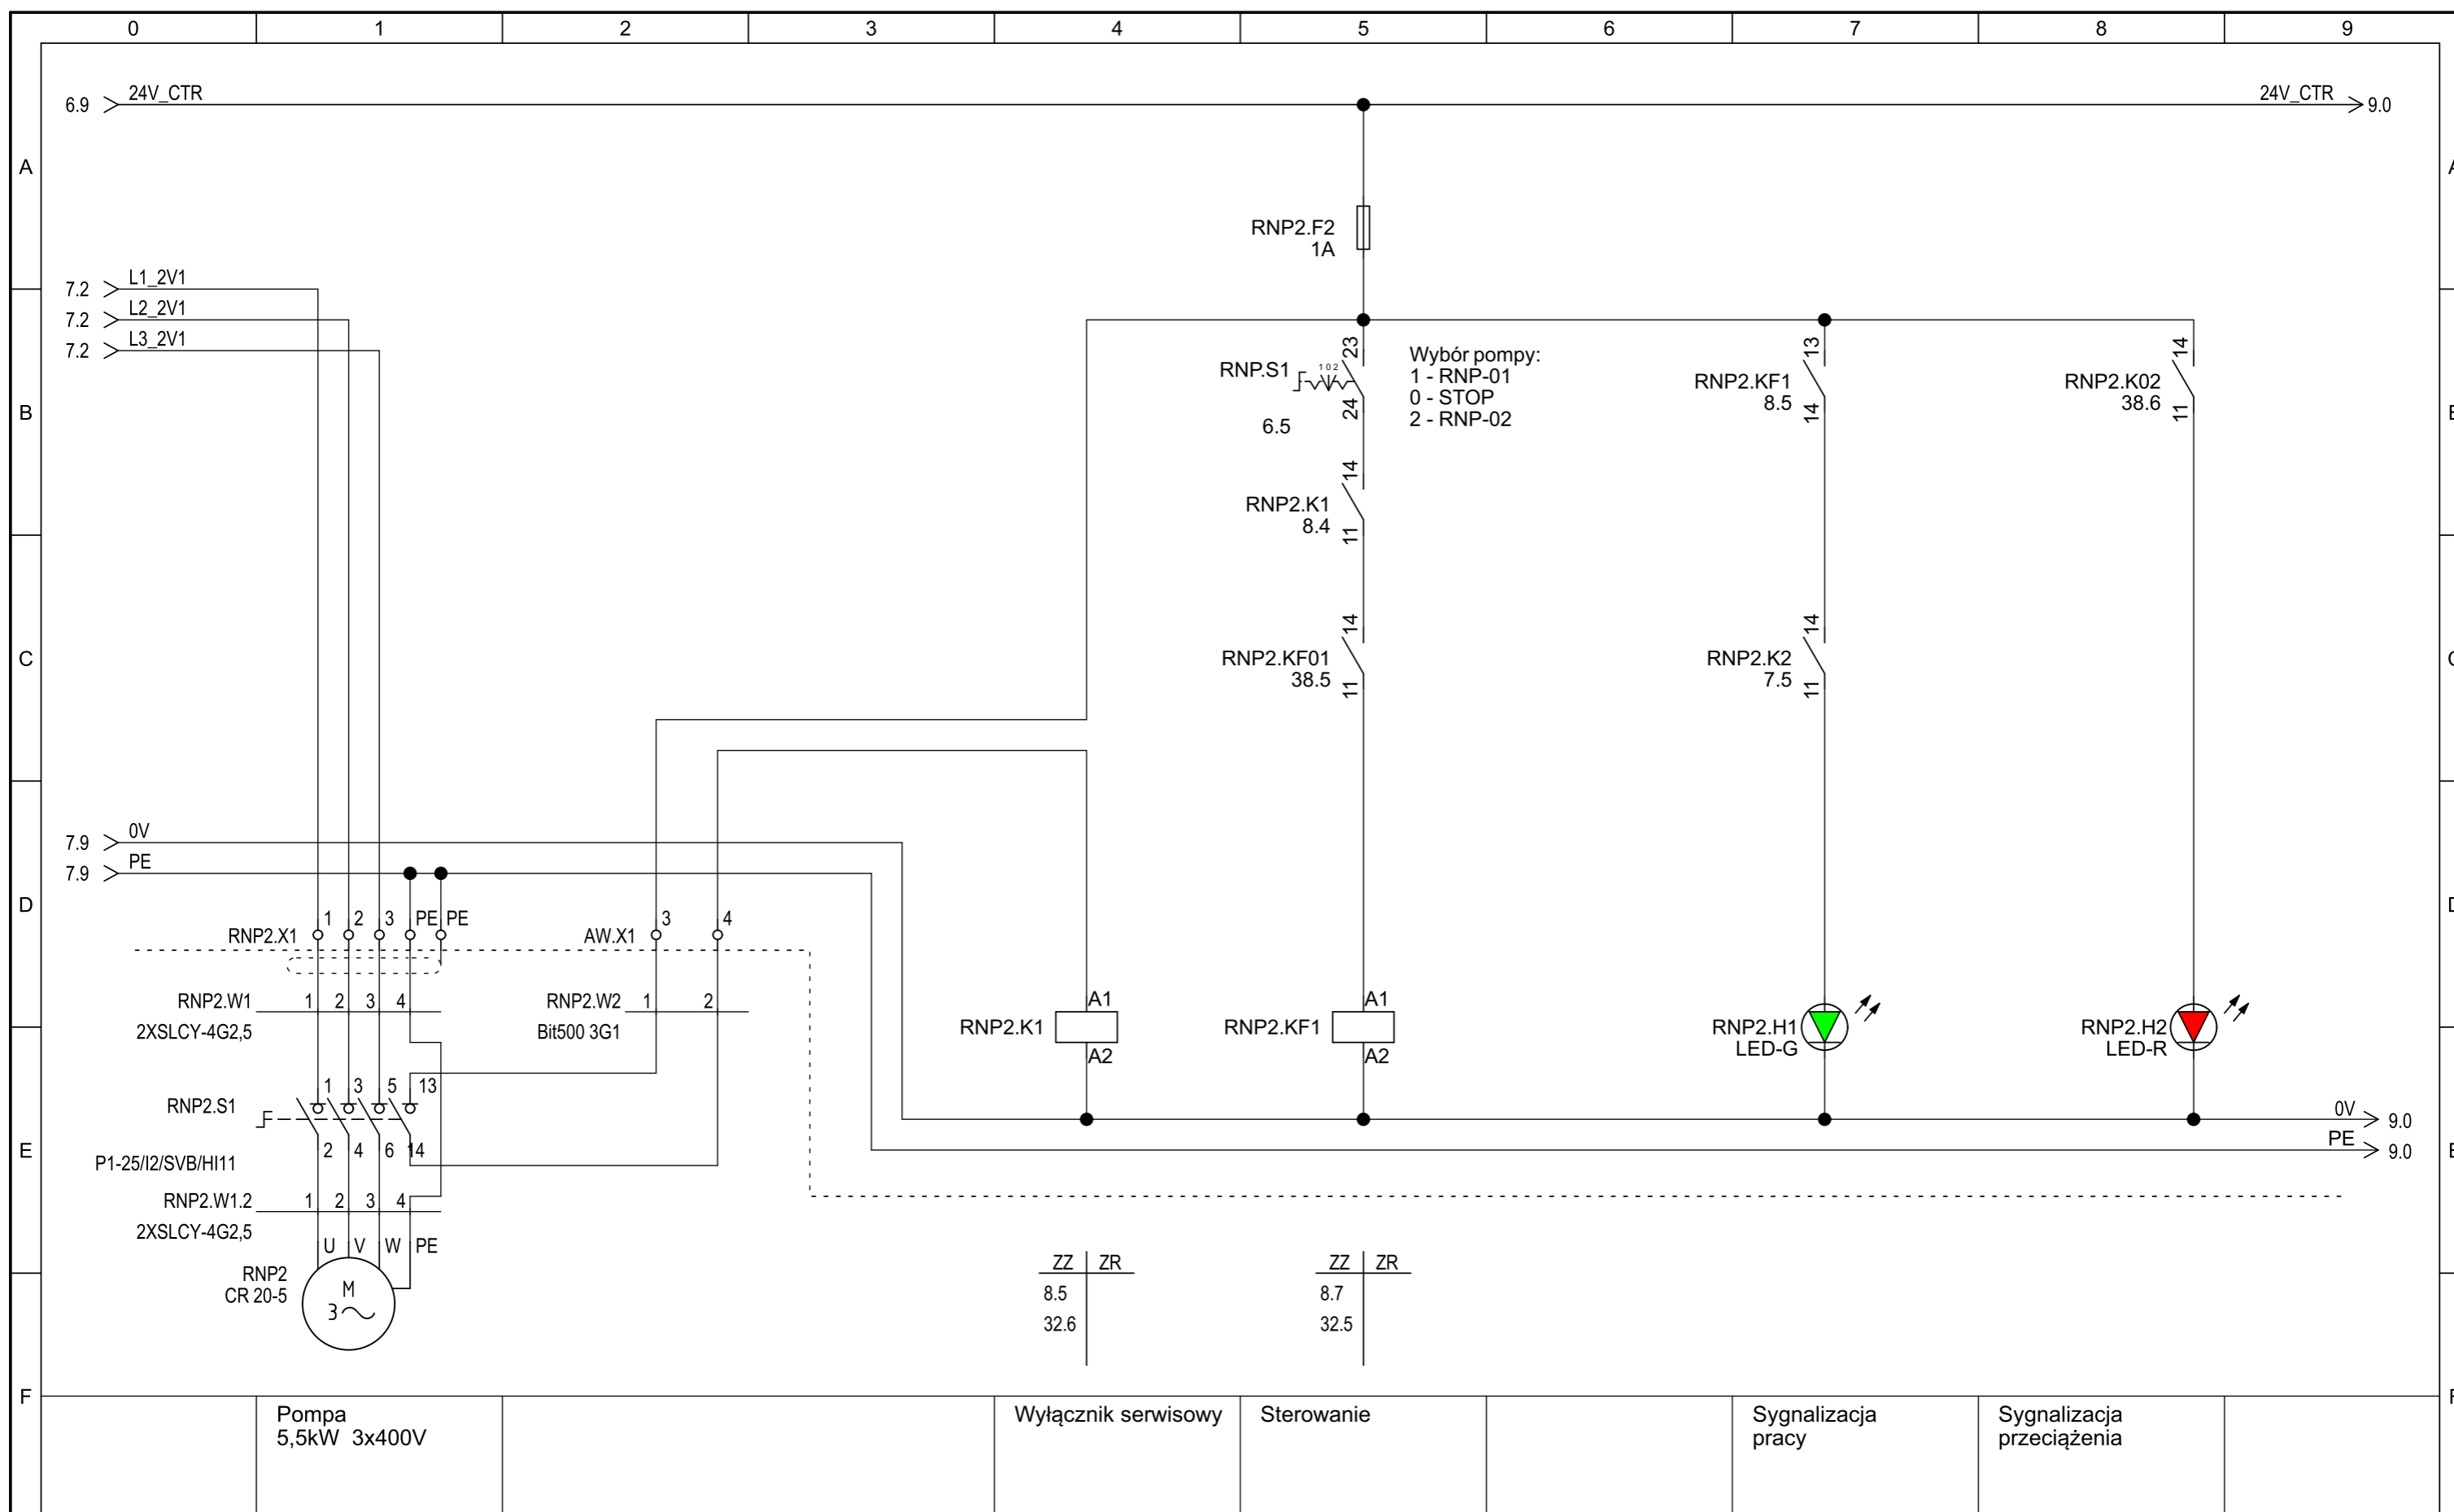 0 1 2 3 4 5 6 7 8 9
6.9 24V_CTR 24V_CTR 9.0
A
RNP2.F2
1A
7.2 L1_2V1
7.2 L2_2V1
7.2 L3_2V1
B
RNP.S1 1 0 2 23 24
6.5
Wybór pompy:
1 - RNP-01
0 - STOP
2 - RNP-02
RNP2.KF1 13
8.5 14
RNP2.K02 14
38.6 11
RNP2.K1 14
8.4 11
C
RNP2.KF01 14
38.5 11
RNP2.K2 14
7.5 11
7.9 0V
7.9 PE
D
RNP2.X1 1 2 3 PE PE
AW.X1 3 4
RNP2.W1 1 2 3 4
2XSLCY-4G2,5
RNP2.W2 1 2
Bit500 3G1
RNP2.K1 A1 A2
RNP2.KF1 A1 A2
RNP2.H1
LED-G
RNP2.H2
LED-R
RNP2.S1 1 3 5 13
2 4 6 14
P1-25/I2/SVB/HI11
0V 9.0
PE 9.0
E
RNP2.W1.2 1 2 3 4
2XSLCY-4G2,5
U V W PE
RNP2
CR 20-5
M
3
ZZ ZR
8.5
32.6
ZZ ZR
8.7
32.5
F
Pompa
5,5kW 3x400V
Wyłącznik serwisowy
Sterowanie
Sygnalizacja
pracy
Sygnalizacja
przeciążenia